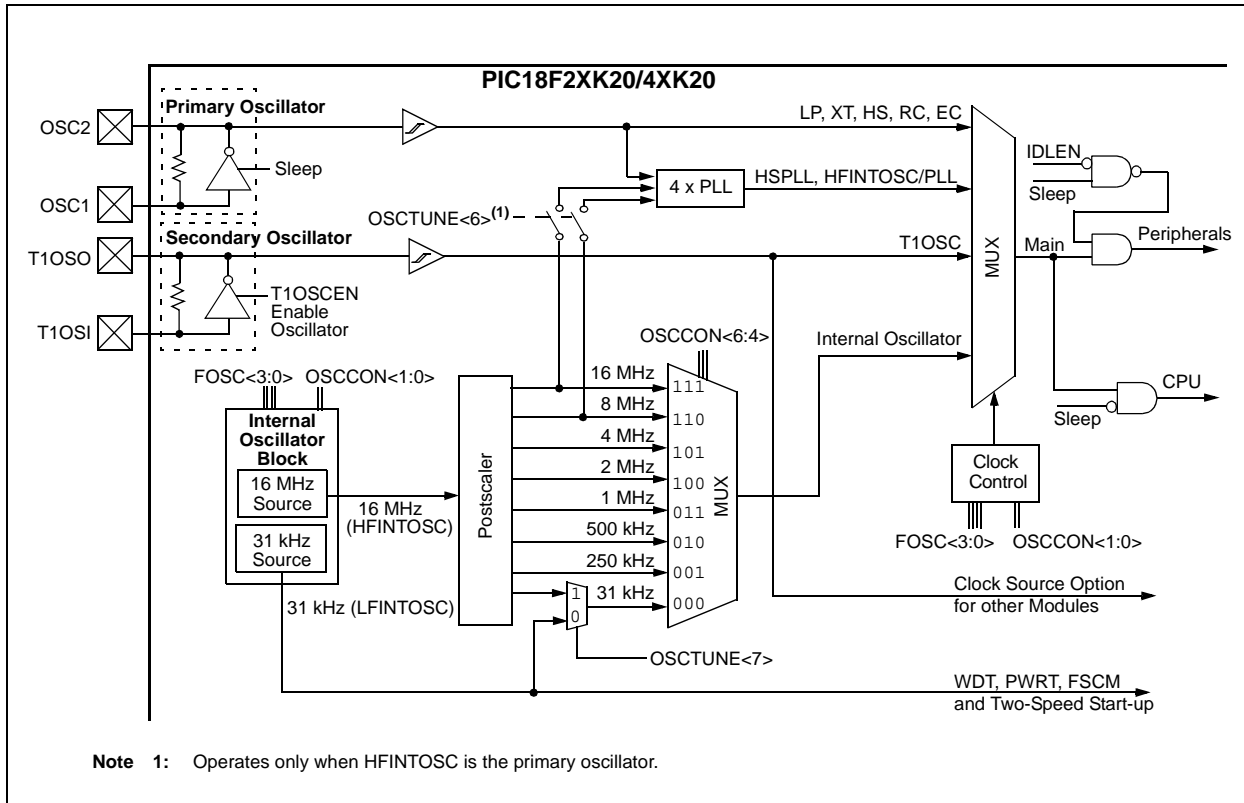 PIC18F2XK20/4XK20
Primary Oscillator
OSC2
Sleep
OSC1
LP, XT, HS, RC, EC
4 x PLL
HSPLL, HFINTOSC/PLL
OSCTUNE<6>(1)
Secondary Oscillator
T1OSO
T1OSCEN
Enable
Oscillator
T1OSI
T1OSC
MUX
IDLEN
Sleep
Main
Peripherals
CPU
Sleep
Internal Oscillator
OSCCON<6:4>
FOSC<3:0>
OSCCON<1:0>
Internal
Oscillator
Block
16 MHz
Source
31 kHz
Source
16 MHz
(HFINTOSC)
31 kHz (LFINTOSC)
Postscaler
16 MHz
111
8 MHz
110
4 MHz
101
2 MHz
100
1 MHz
011
500 kHz
010
250 kHz
001
31 kHz
000
1
0
MUX
OSCTUNE<7>
Clock
Control
FOSC<3:0>
OSCCON<1:0>
Clock Source Option
for other Modules
WDT, PWRT, FSCM
and Two-Speed Start-up
Note 1: Operates only when HFINTOSC is the primary oscillator.